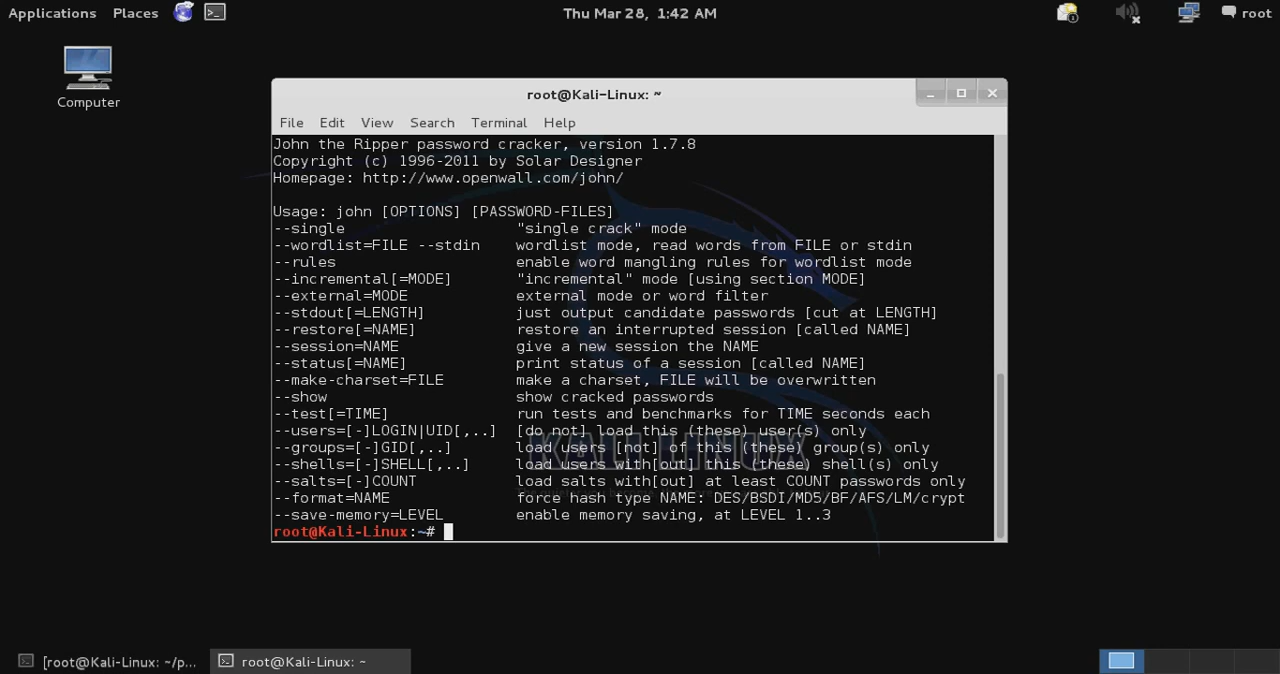 Applications Places Thu Mar 28, 1:42 AM root
Computer
root@Kali-Linux: ~
File Edit View Search Terminal Help
John the Ripper password cracker, version 1.7.8
Copyright (c) 1996-2011 by Solar Designer
Homepage: http://www.openwall.com/john/
Usage: john [OPTIONS] [PASSWORD-FILES]
--single "single crack" mode
--wordlist=FILE --stdin wordlist mode, read words from FILE or stdin
--rules enable word mangling rules for wordlist mode
--incremental[=MODE] "incremental" mode [using section MODE]
--external=MODE external mode or word filter
--stdout[=LENGTH] just output candidate passwords [cut at LENGTH]
--restore[=NAME] restore an interrupted session [called NAME]
--session=NAME give a new session the NAME
--status[=NAME] print status of a session [called NAME]
--make-charset=FILE make a charset, FILE will be overwritten
--show show cracked passwords
--test[=TIME] run tests and benchmarks for TIME seconds each
--users=[-]LOGIN|UID[,..] [do not] load this (these) user(s) only
--groups=[-]GID[,..] load users [not] of this (these) group(s) only
--shells=[-]SHELL[,..] load users with[out] this (these) shell(s) only
--salts=[-]COUNT load salts with[out] at least COUNT passwords only
--format=NAME force hash type NAME: DES/BSDI/MD5/BF/AFS/LM/crypt
--save-memory=LEVEL enable memory saving, at LEVEL 1..3
root@Kali-Linux:~#
KALI LINUX
[root@Kali-Linux: ~/p... root@Kali-Linux: ~